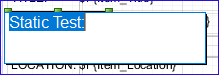 Static Test:
LOCATION: ${Item_Location}